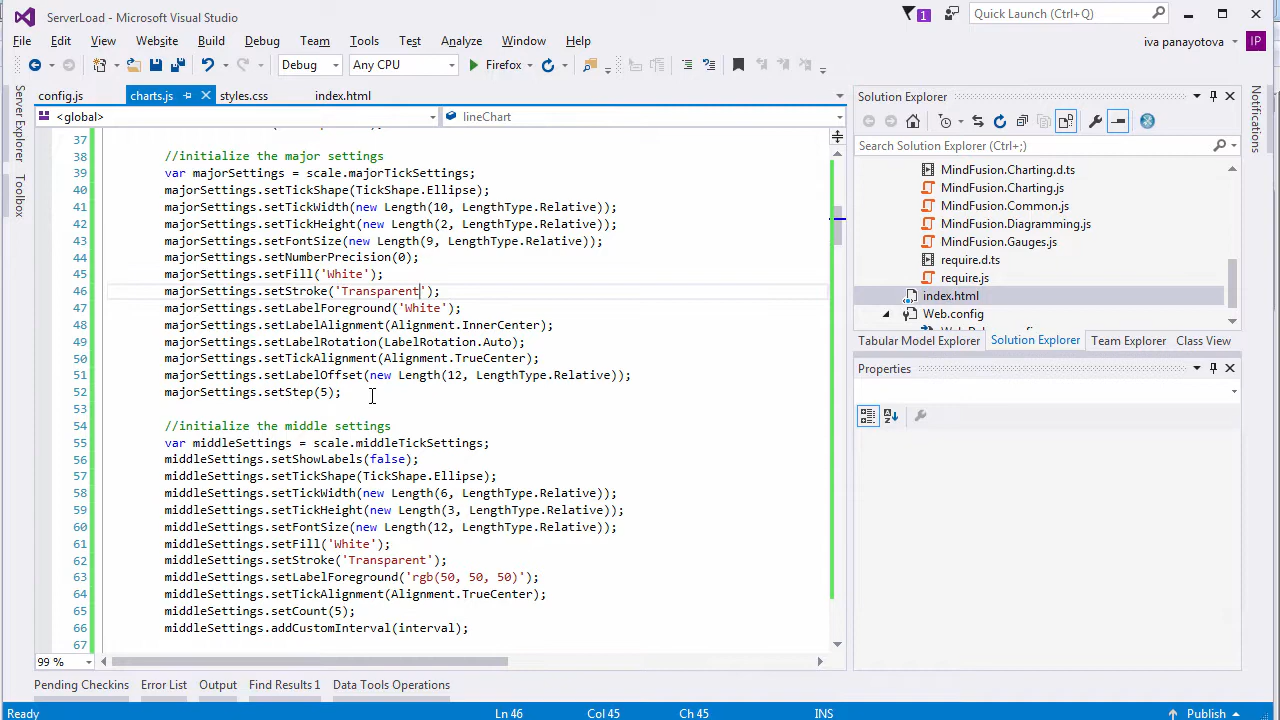 ServerLoad - Microsoft Visual Studio
1
Quick Launch (Ctrl+Q)
File Edit View Website Build Debug Team Tools Test Analyze Window Help
iva panayotova
IP
Debug Any CPU Firefox
Server Explorer
Toolbox
config.js charts.js styles.css index.html
<global> lineChart
37
38 //initialize the major settings
39 var majorSettings = scale.majorTickSettings;
40 majorSettings.setTickShape(TickShape.Ellipse);
41 majorSettings.setTickWidth(new Length(10, LengthType.Relative));
42 majorSettings.setTickHeight(new Length(2, LengthType.Relative));
43 majorSettings.setFontSize(new Length(9, LengthType.Relative));
44 majorSettings.setNumberPrecision(0);
45 majorSettings.setFill('White');
46 majorSettings.setStroke('Transparent');
47 majorSettings.setLabelForeground('White');
48 majorSettings.setLabelAlignment(Alignment.InnerCenter);
49 majorSettings.setLabelRotation(LabelRotation.Auto);
50 majorSettings.setTickAlignment(Alignment.TrueCenter);
51 majorSettings.setLabelOffset(new Length(12, LengthType.Relative));
52 majorSettings.setStep(5);
53
54 //initialize the middle settings
55 var middleSettings = scale.middleTickSettings;
56 middleSettings.setShowLabels(false);
57 middleSettings.setTickShape(TickShape.Ellipse);
58 middleSettings.setTickWidth(new Length(6, LengthType.Relative));
59 middleSettings.setTickHeight(new Length(3, LengthType.Relative));
60 middleSettings.setFontSize(new Length(12, LengthType.Relative));
61 middleSettings.setFill('White');
62 middleSettings.setStroke('Transparent');
63 middleSettings.setLabelForeground('rgb(50, 50, 50)');
64 middleSettings.setTickAlignment(Alignment.TrueCenter);
65 middleSettings.setCount(5);
66 middleSettings.addCustomInterval(interval);
67
99 %
Solution Explorer
Search Solution Explorer (Ctrl+;)
MindFusion.Charting.d.ts
MindFusion.Charting.js
MindFusion.Common.js
MindFusion.Diagramming.js
MindFusion.Gauges.js
require.d.ts
require.js
index.html
Web.config
Tabular Model Explorer Solution Explorer Team Explorer Class View
Properties
Notifications
Pending Checkins Error List Output Find Results 1 Data Tools Operations
Ready Ln 46 Col 45 Ch 45 INS Publish